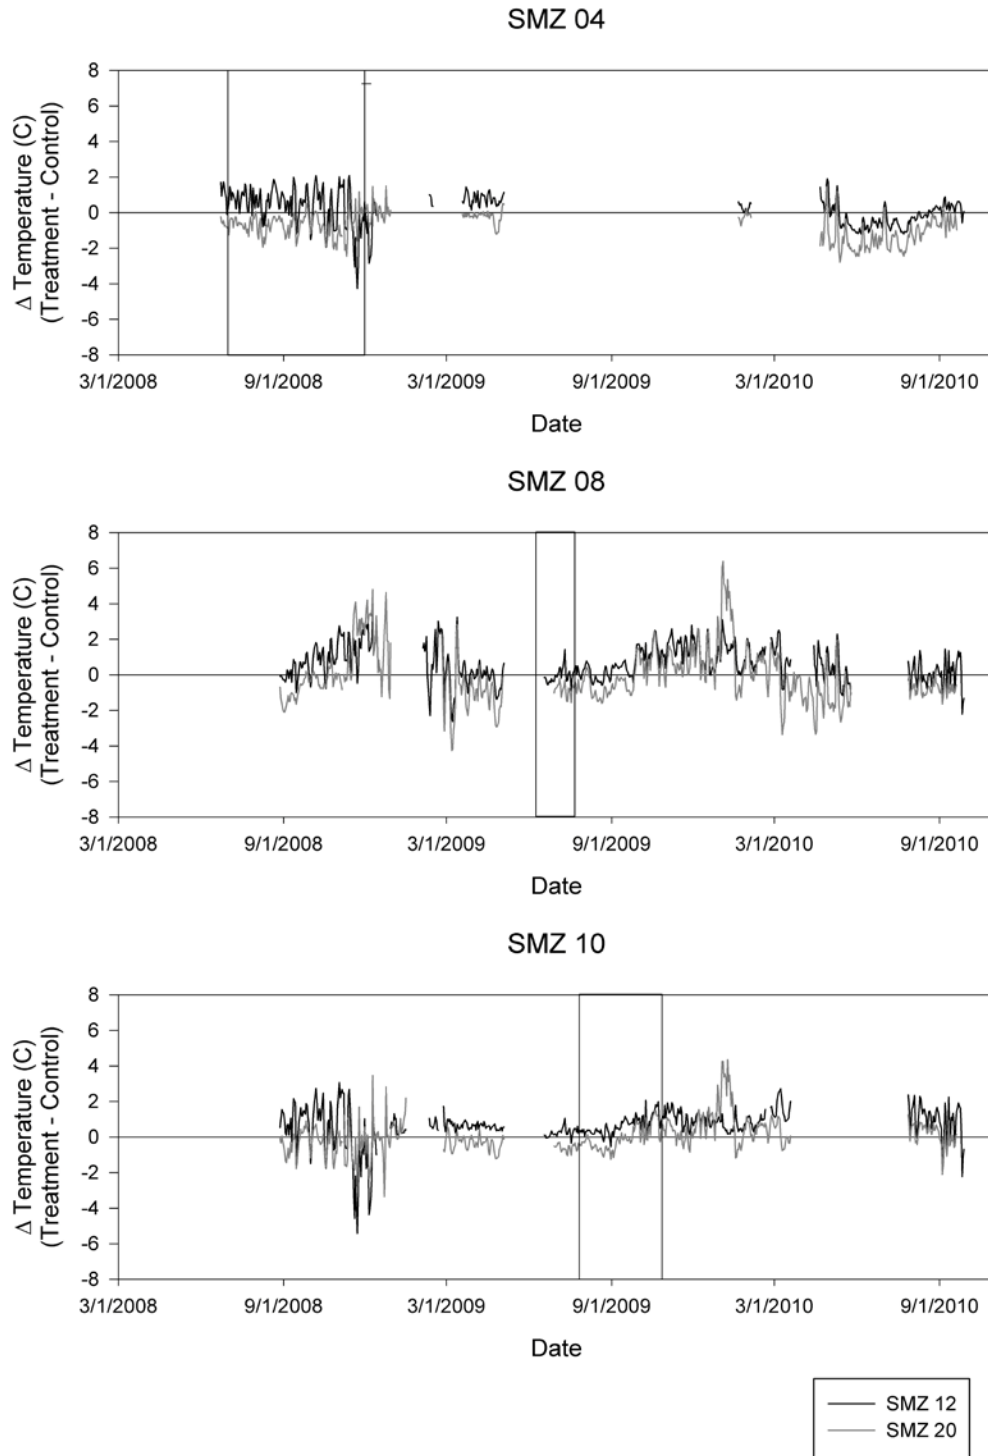 SMZ 04
Δ Temperature (C)
(Treatment - Control)
8
6
4
2
0
-2
-4
-6
-8
3/1/2008 9/1/2008 3/1/2009 9/1/2009 3/1/2010 9/1/2010
Date
SMZ 08
Δ Temperature (C)
(Treatment - Control)
8
6
4
2
0
-2
-4
-6
-8
3/1/2008 9/1/2008 3/1/2009 9/1/2009 3/1/2010 9/1/2010
Date
SMZ 10
Δ Temperature (C)
(Treatment - Control)
8
6
4
2
0
-2
-4
-6
-8
3/1/2008 9/1/2008 3/1/2009 9/1/2009 3/1/2010 9/1/2010
Date
SMZ 12
SMZ 20